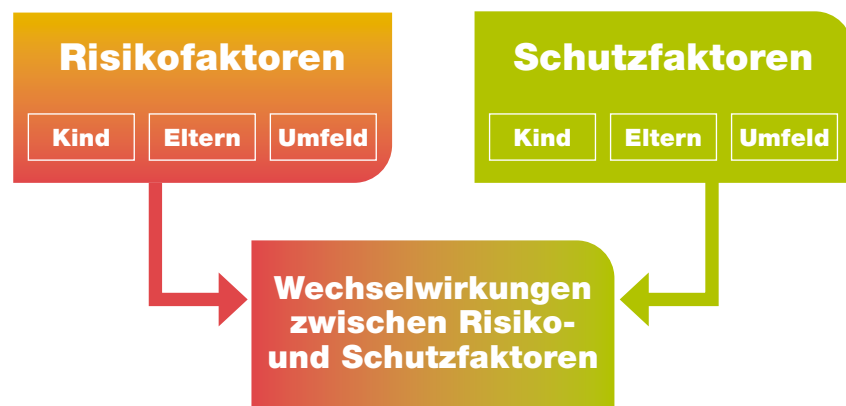 Risikofaktoren
Kind Eltern Umfeld
Schutzfaktoren
Kind Eltern Umfeld
Wechselwirkungen
zwischen Risiko-
und Schutzfaktoren